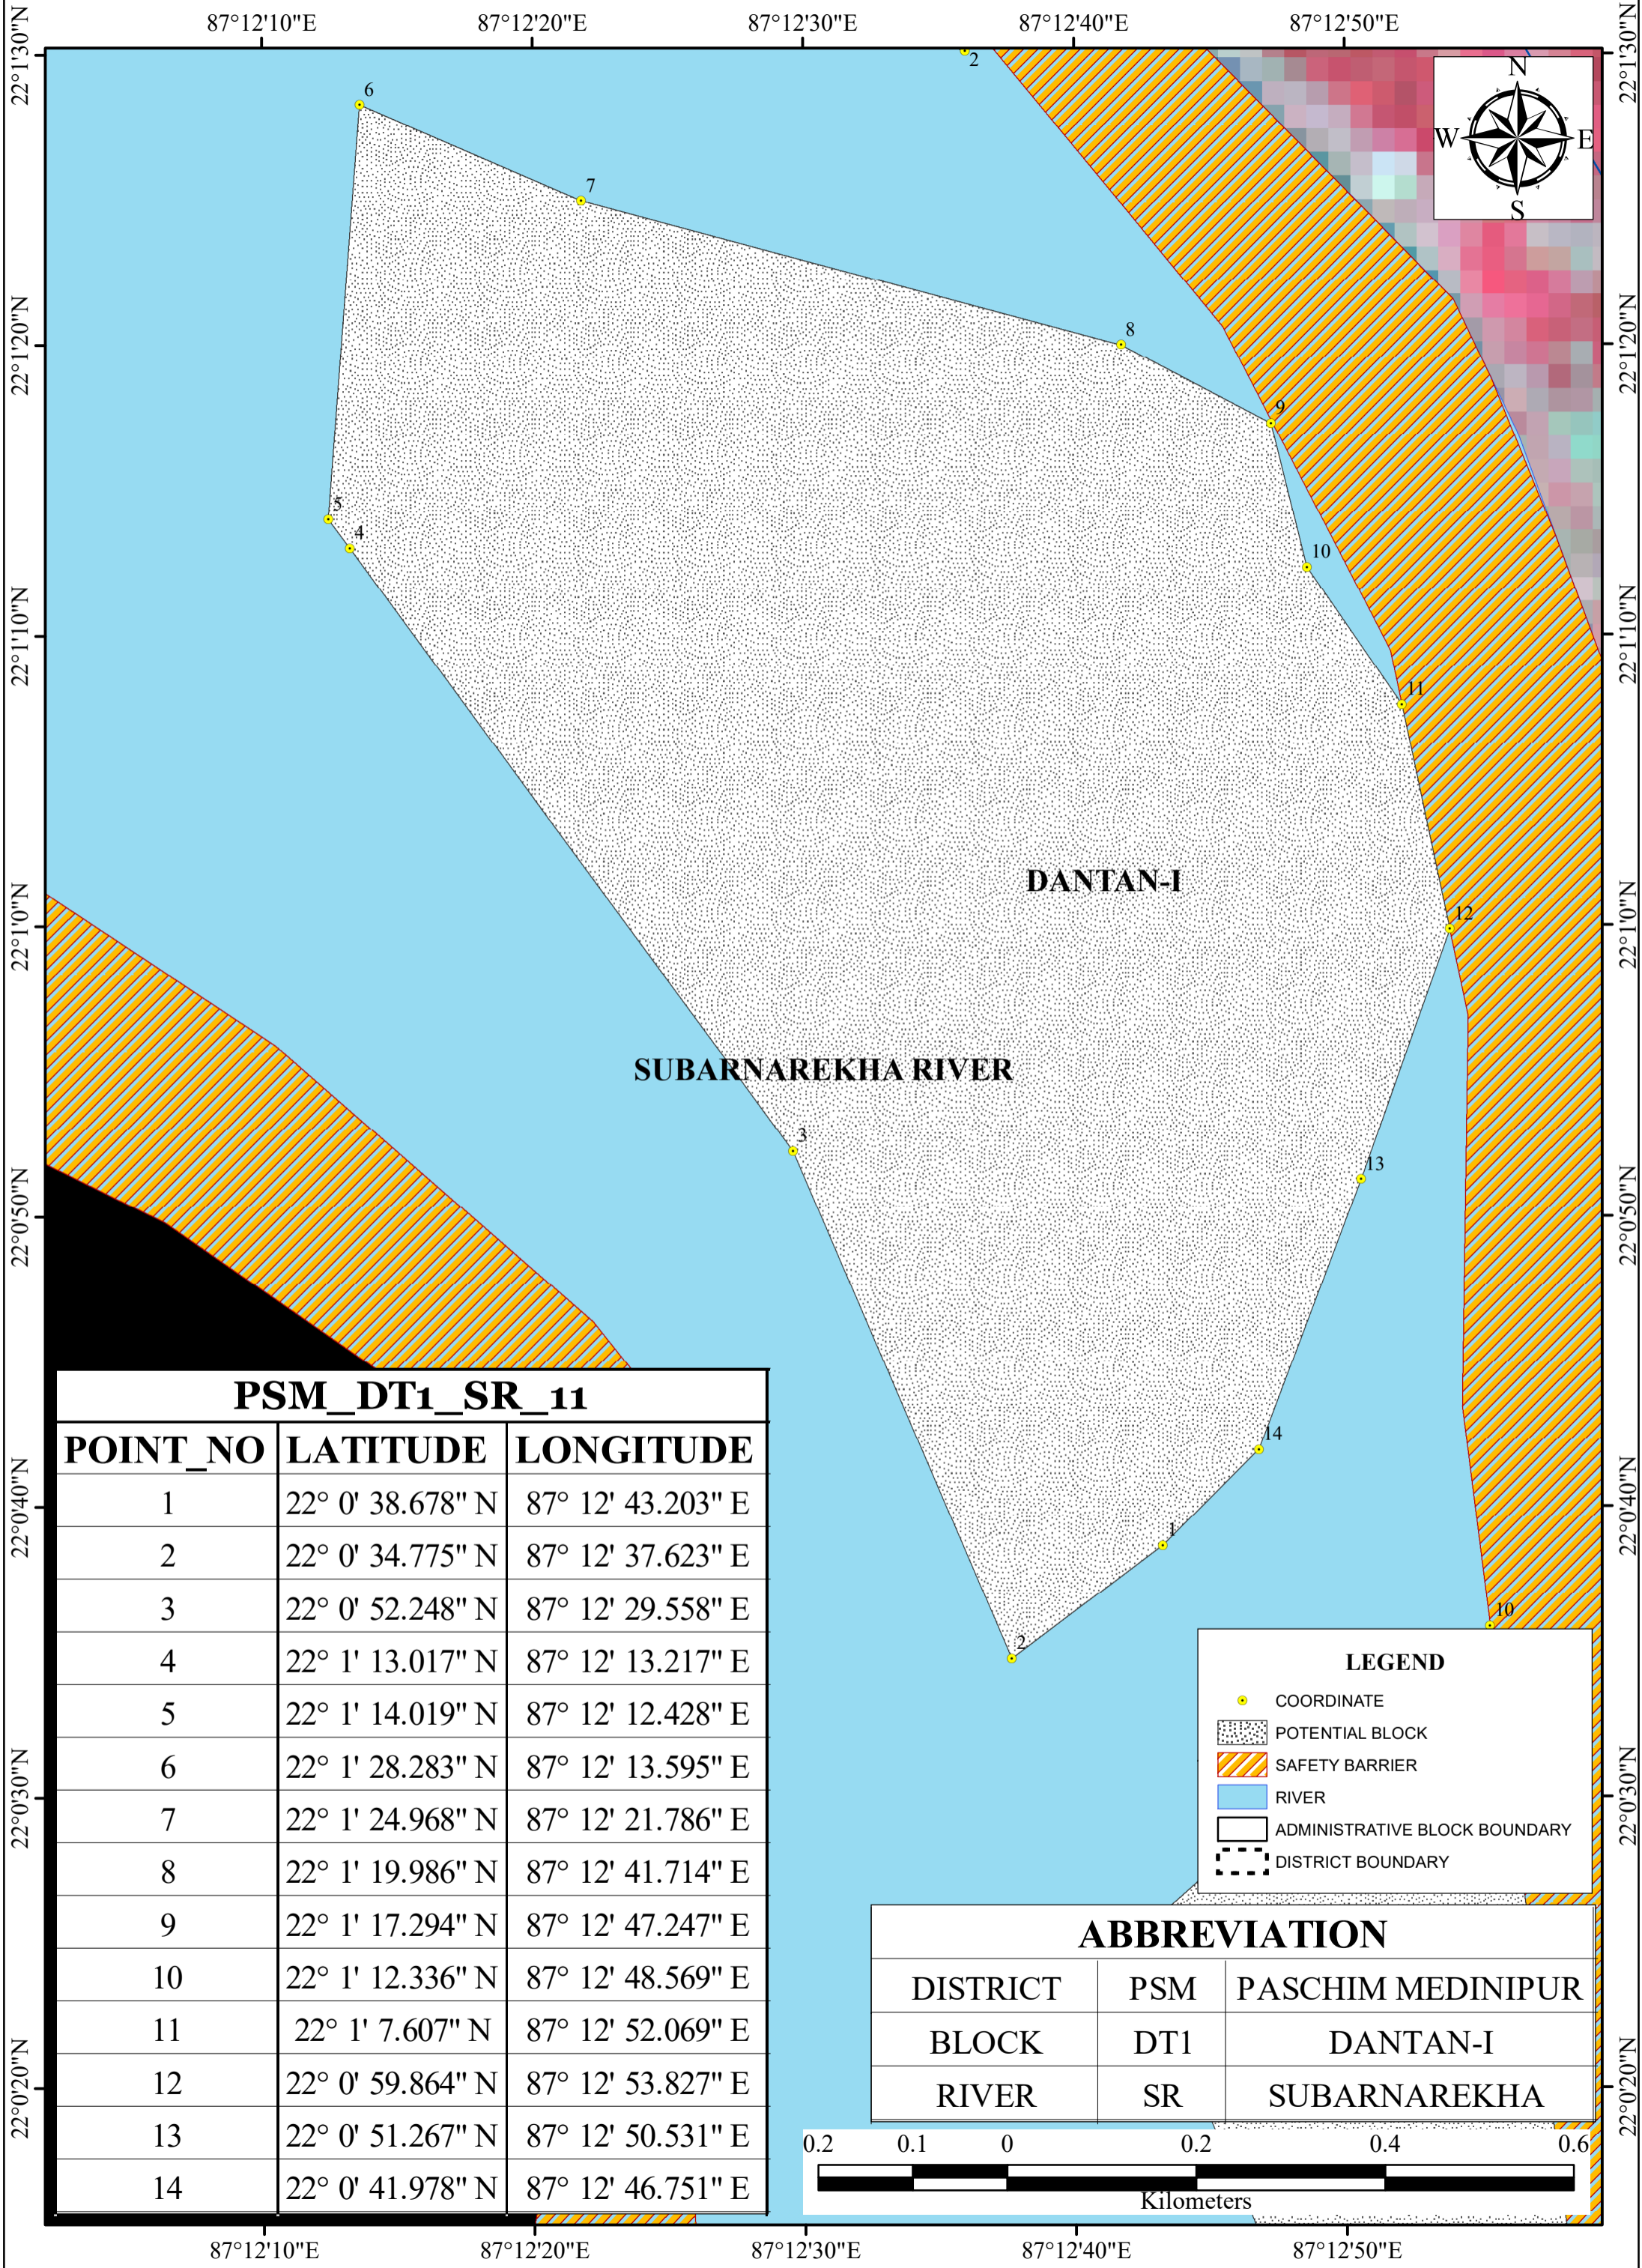 87°12'10"E 87°12'20"E 87°12'30"E 87°12'40"E 87°12'50"E
22°1'30"N 22°1'30"N
2
N
W E
S
6
7
22°1'20"N 22°1'20"N
8
9
5
4
10
22°1'10"N 22°1'10"N
11
DANTAN-I
12
22°1'0"N 22°1'0"N
SUBARNAREKHA RIVER
3
13
22°0'50"N 22°0'50"N
14
22°0'40"N 22°0'40"N
1
10
2
PSM_DT1_SR_11
POINT_NO LATITUDE LONGITUDE
1 22° 0' 38.678" N 87° 12' 43.203" E
2 22° 0' 34.775" N 87° 12' 37.623" E
3 22° 0' 52.248" N 87° 12' 29.558" E
4 22° 1' 13.017" N 87° 12' 13.217" E
5 22° 1' 14.019" N 87° 12' 12.428" E
6 22° 1' 28.283" N 87° 12' 13.595" E
7 22° 1' 24.968" N 87° 12' 21.786" E
8 22° 1' 19.986" N 87° 12' 41.714" E
9 22° 1' 17.294" N 87° 12' 47.247" E
10 22° 1' 12.336" N 87° 12' 48.569" E
11 22° 1' 7.607" N 87° 12' 52.069" E
12 22° 0' 59.864" N 87° 12' 53.827" E
13 22° 0' 51.267" N 87° 12' 50.531" E
14 22° 0' 41.978" N 87° 12' 46.751" E
LEGEND
COORDINATE
POTENTIAL BLOCK
SAFETY BARRIER
RIVER
ADMINISTRATIVE BLOCK BOUNDARY
DISTRICT BOUNDARY
22°0'30"N 22°0'30"N
ABBREVIATION
DISTRICT PSM PASCHIM MEDINIPUR
BLOCK DT1 DANTAN-I
RIVER SR SUBARNAREKHA
22°0'20"N 22°0'20"N
0.2 0.1 0 0.2 0.4 0.6
Kilometers
87°12'10"E 87°12'20"E 87°12'30"E 87°12'40"E 87°12'50"E